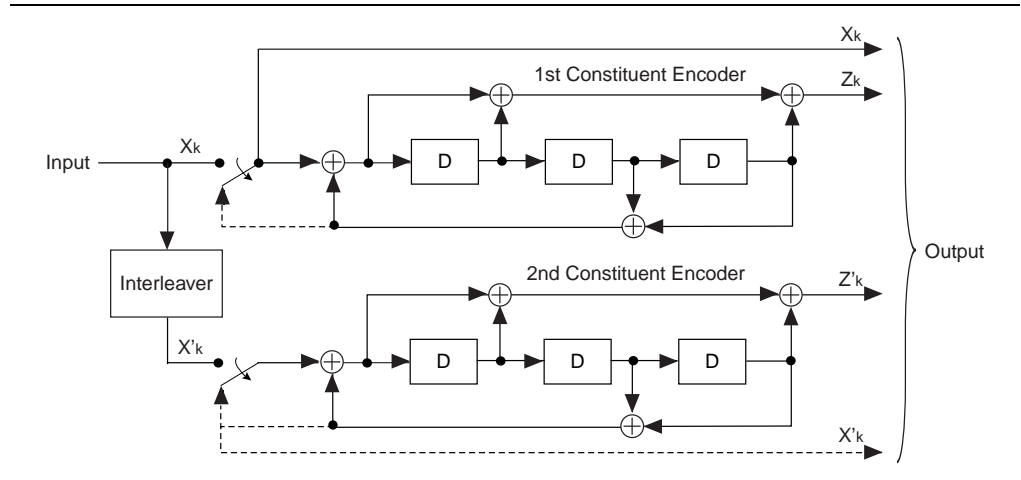 Xk
1st Constituent Encoder
Zk
Input
Xk
D
D
D
Interleaver
Output
2nd Constituent Encoder
Z'k
X'k
D
D
D
X'k